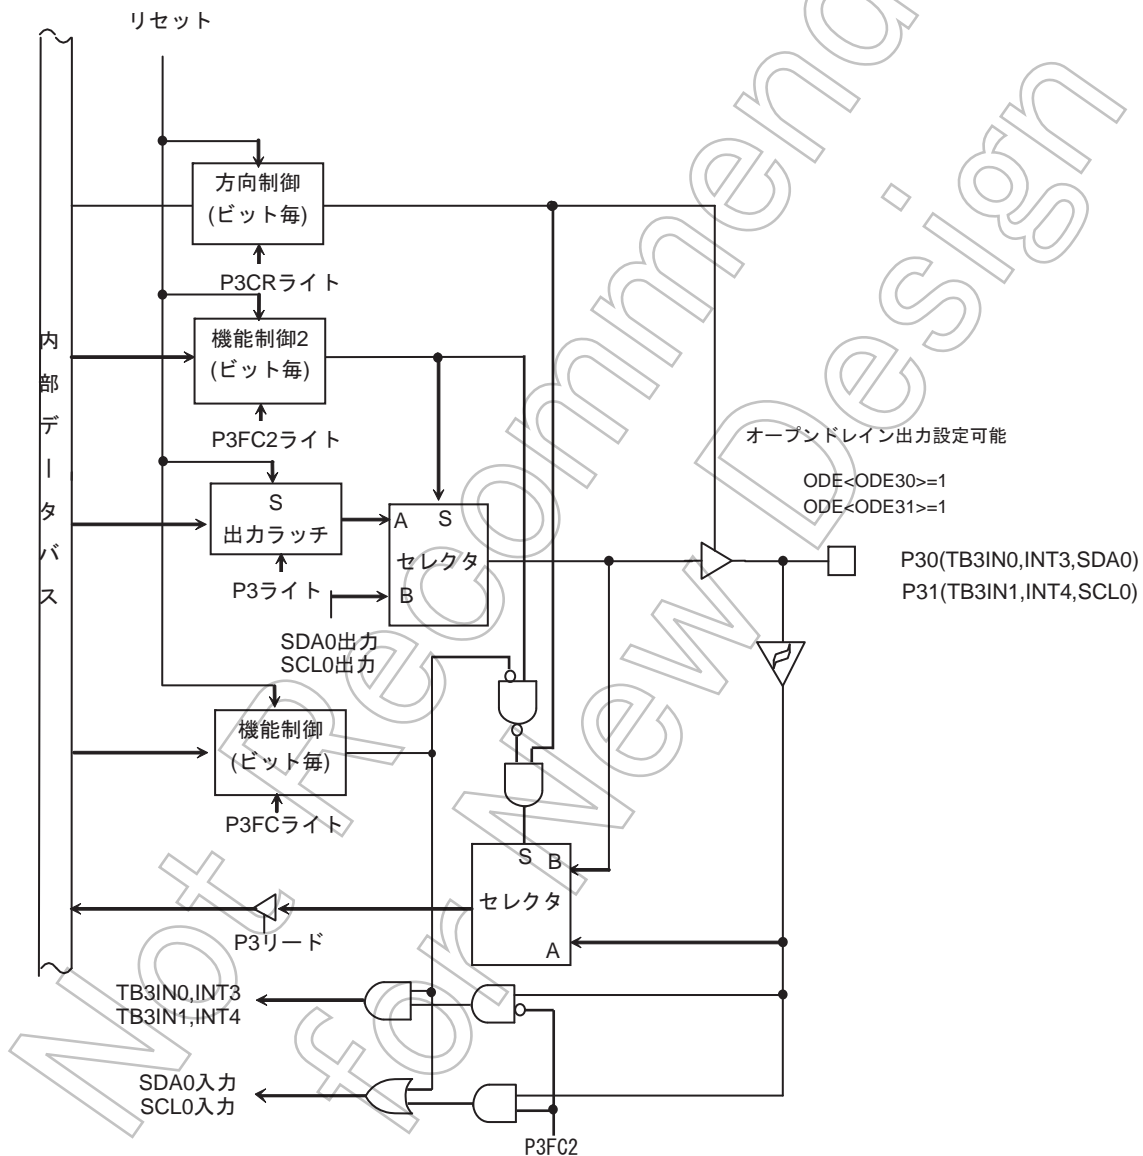 リセット
方向制御
(ビット毎)
P3CRライト
内部データバス
機能制御2
(ビット毎)
P3FC2ライト
オープンドレイン出力設定可能
ODE<ODE30>=1
ODE<ODE31>=1
S
出力ラッチ
P3ライト
A
S
セレクタ
B
SDA0出力
SCL0出力
P30(TB3IN0,INT3,SDA0)
P31(TB3IN1,INT4,SCL0)
機能制御
(ビット毎)
P3FCライト
S
B
セレクタ
A
P3リード
TB3IN0,INT3
TB3IN1,INT4
SDA0入力
SCL0入力
P3FC2
Not Recommend
for New Design